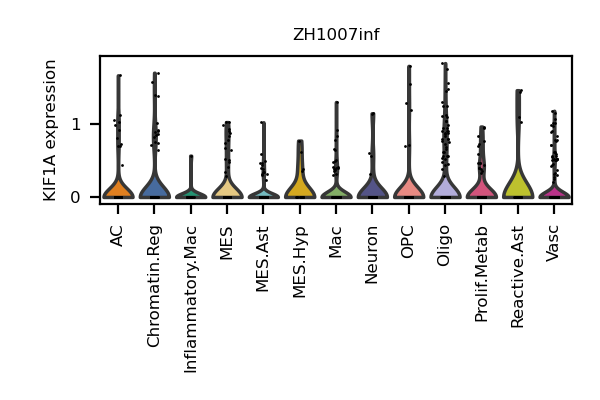 ZH1007inf
KIF1A expression
1
0
AC
Chromatin.Reg
Inflammatory.Mac
MES
MES.Ast
MES.Hyp
Mac
Neuron
OPC
Oligo
Prolif.Metab
Reactive.Ast
Vasc